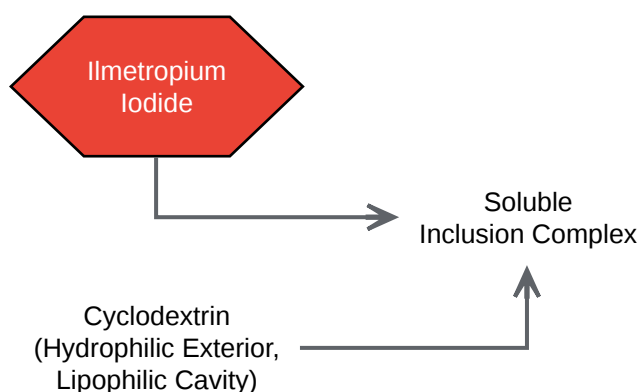 Ilmetropium
Iodide
Soluble
Inclusion Complex
Cyclodextrin
(Hydrophilic Exterior,
Lipophilic Cavity)